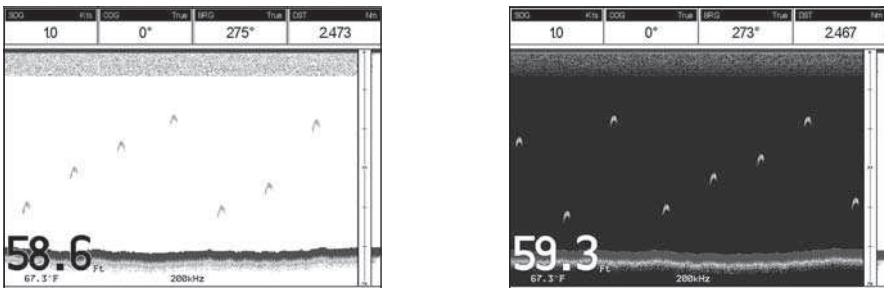 SOG Kts COG True BRG True DST Nm
1.0 0° 275° 2.473
58.6 Ft
67.3°F 200kHz
SOG Kts COG True BRG True DST Nm
1.0 0° 273° 2.467
59.3 Ft
67.3°F 200kHz